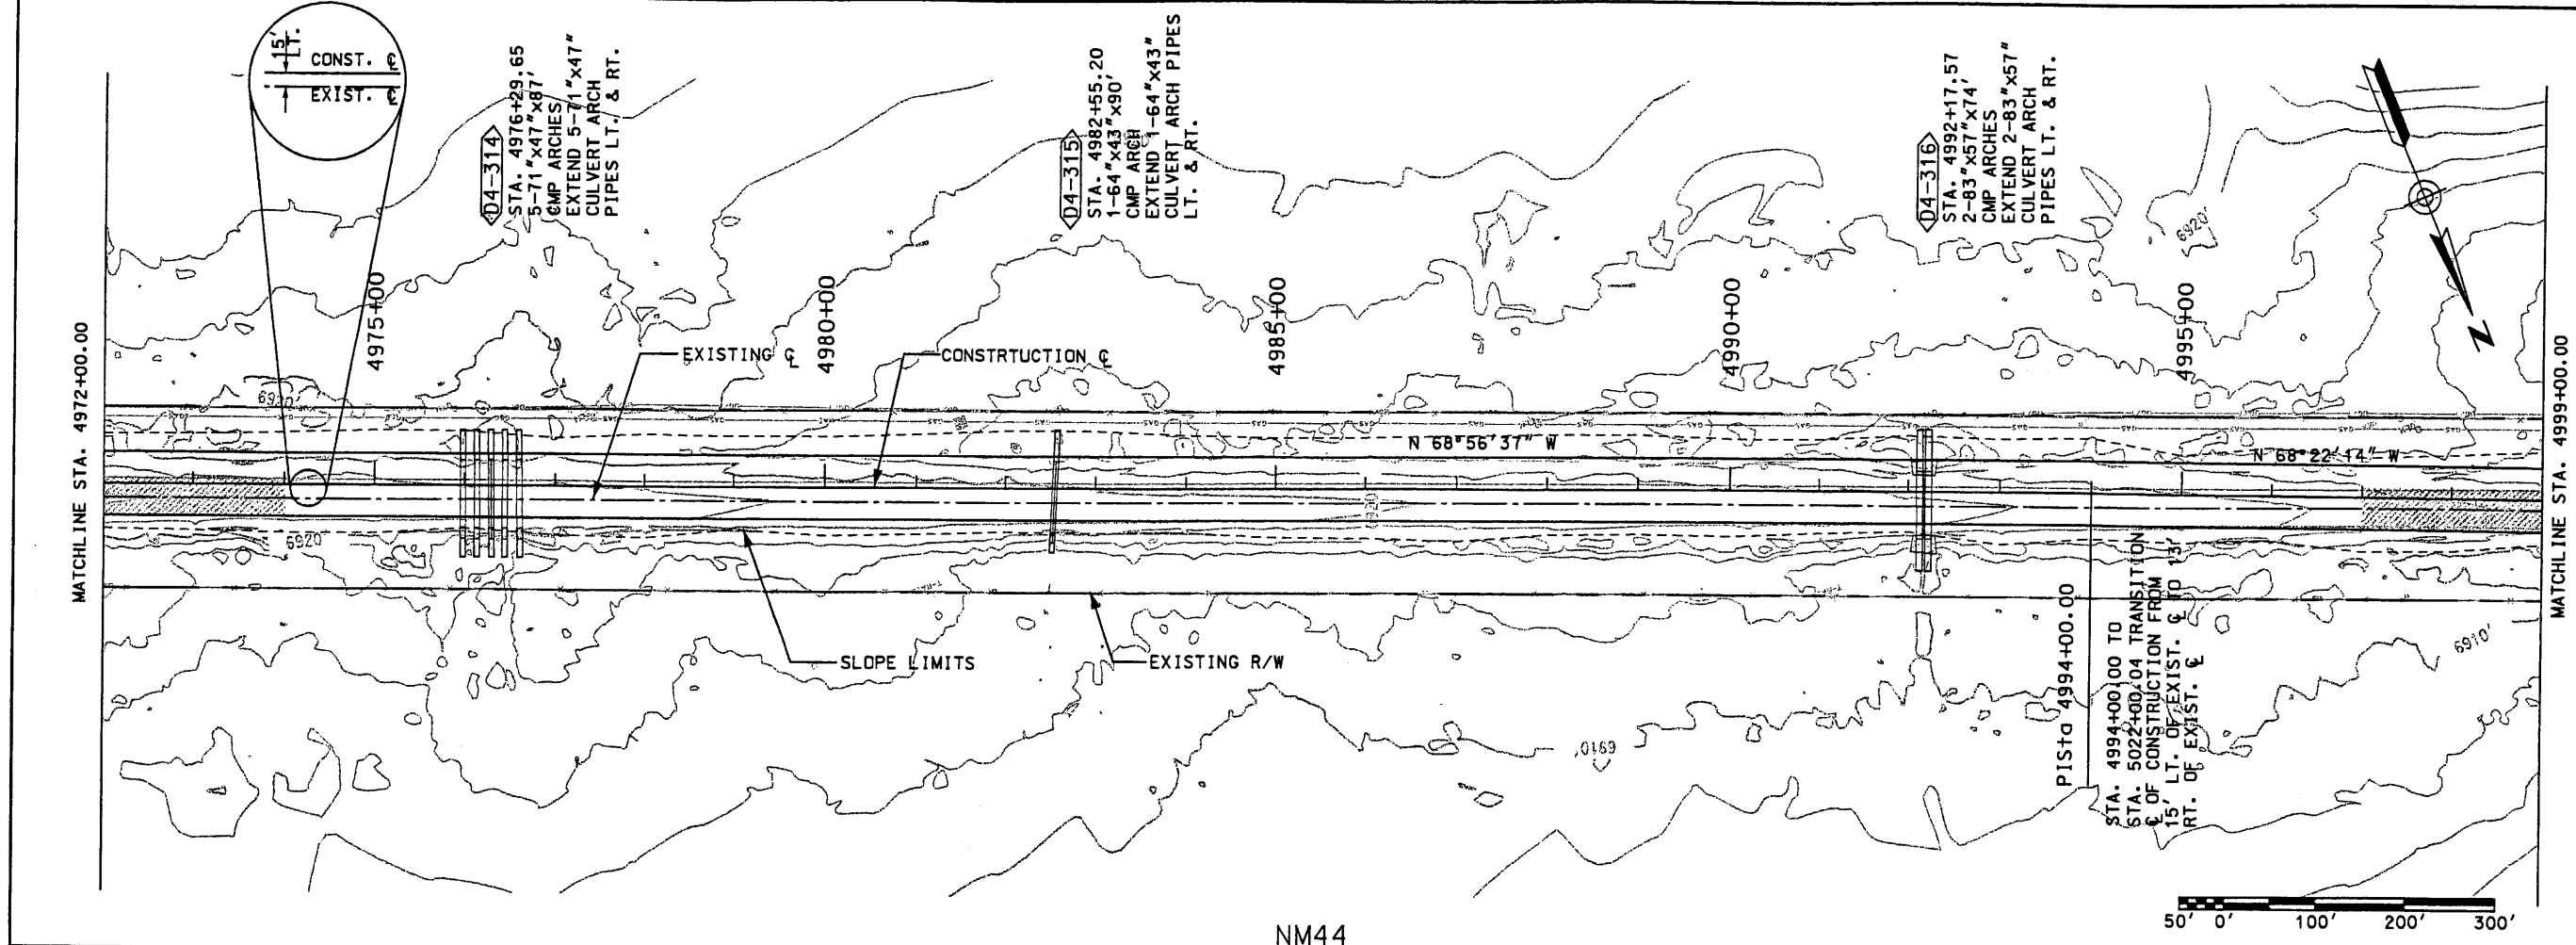 15'
LT.
CONST. ℄
EXIST. ℄
D4-314
STA. 4976+29.65
5-71"x47"x87'
CMP ARCHES
EXTEND 5-71"x47"
CULVERT ARCH
PIPES LT. & RT.
D4-315
STA. 4982+55.20
1-64"x43"x90'
CMP ARCH
EXTEND 1-64"x43"
CULVERT ARCH PIPES
LT. & RT.
D4-316
STA. 4992+17.57
2-83"x57"x74'
CMP ARCHES
EXTEND 2-83"x57"
CULVERT ARCH
PIPES LT. & RT.
N
6920'
4975+00
4980+00
4985+00
4990+00
4995+00
MATCHLINE STA. 4972+00.00
MATCHLINE STA. 4999+00.00
EXISTING ℄
CONSTRTUCTION ℄
GAS
N 68°56'37" W
N 68°22'14" W
6920'
SLOPE LIMITS
EXISTING R/W
6910'
6910'
PISta 4994+00.00
STA. 4994+00.00 TO
STA. 5022+00.04 TRANSITION
℄ OF CONSTRUCTION FROM
15' LT. OF EXIST. ℄ TO 13'
RT. OF EXIST. ℄
50' 0' 100' 200' 300'
NM44